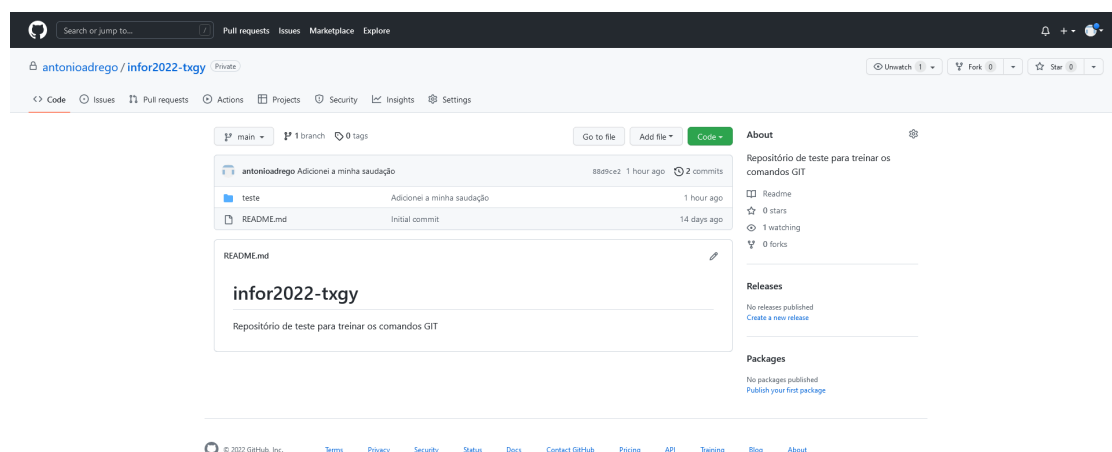 Search or jump to... / Pull requests Issues Marketplace Explore
antonioadrego / infor2022-txgy Private Unwatch 1 Fork 0 Star 0
Code Issues Pull requests Actions Projects Security Insights Settings
main 1 branch 0 tags Go to file Add file Code
antonioadrego Adicionei a minha saudação 88d9ce2 1 hour ago 2 commits
teste Adicionei a minha saudação 1 hour ago
README.md Initial commit 14 days ago
README.md
infor2022-txgy
Repositório de teste para treinar os comandos GIT
About
Repositório de teste para treinar os
comandos GIT
Readme
0 stars
1 watching
0 forks
Releases
No releases published
Create a new release
Packages
No packages published
Publish your first package
© 2022 GitHub, Inc. Terms Privacy Security Status Docs Contact GitHub Pricing API Training Blog About